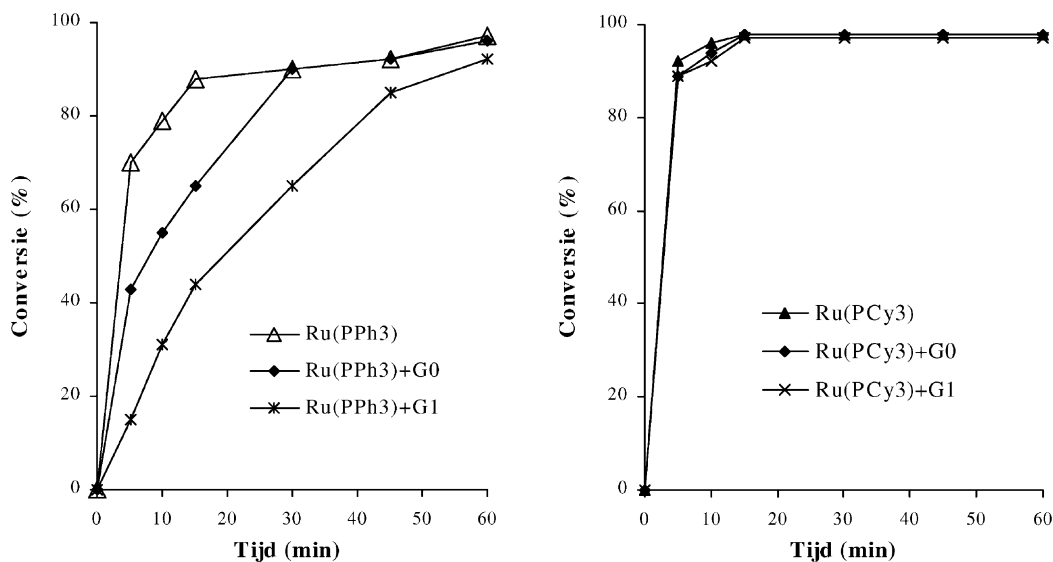 100
80
60
40
20
0
Conversie (%)
Ru(PPh3)
Ru(PPh3)+G0
Ru(PPh3)+G1
0 10 20 30 40 50 60
Tijd (min)
100
80
60
40
20
0
Conversie (%)
Ru(PCy3)
Ru(PCy3)+G0
Ru(PCy3)+G1
0 10 20 30 40 50 60
Tijd (min)